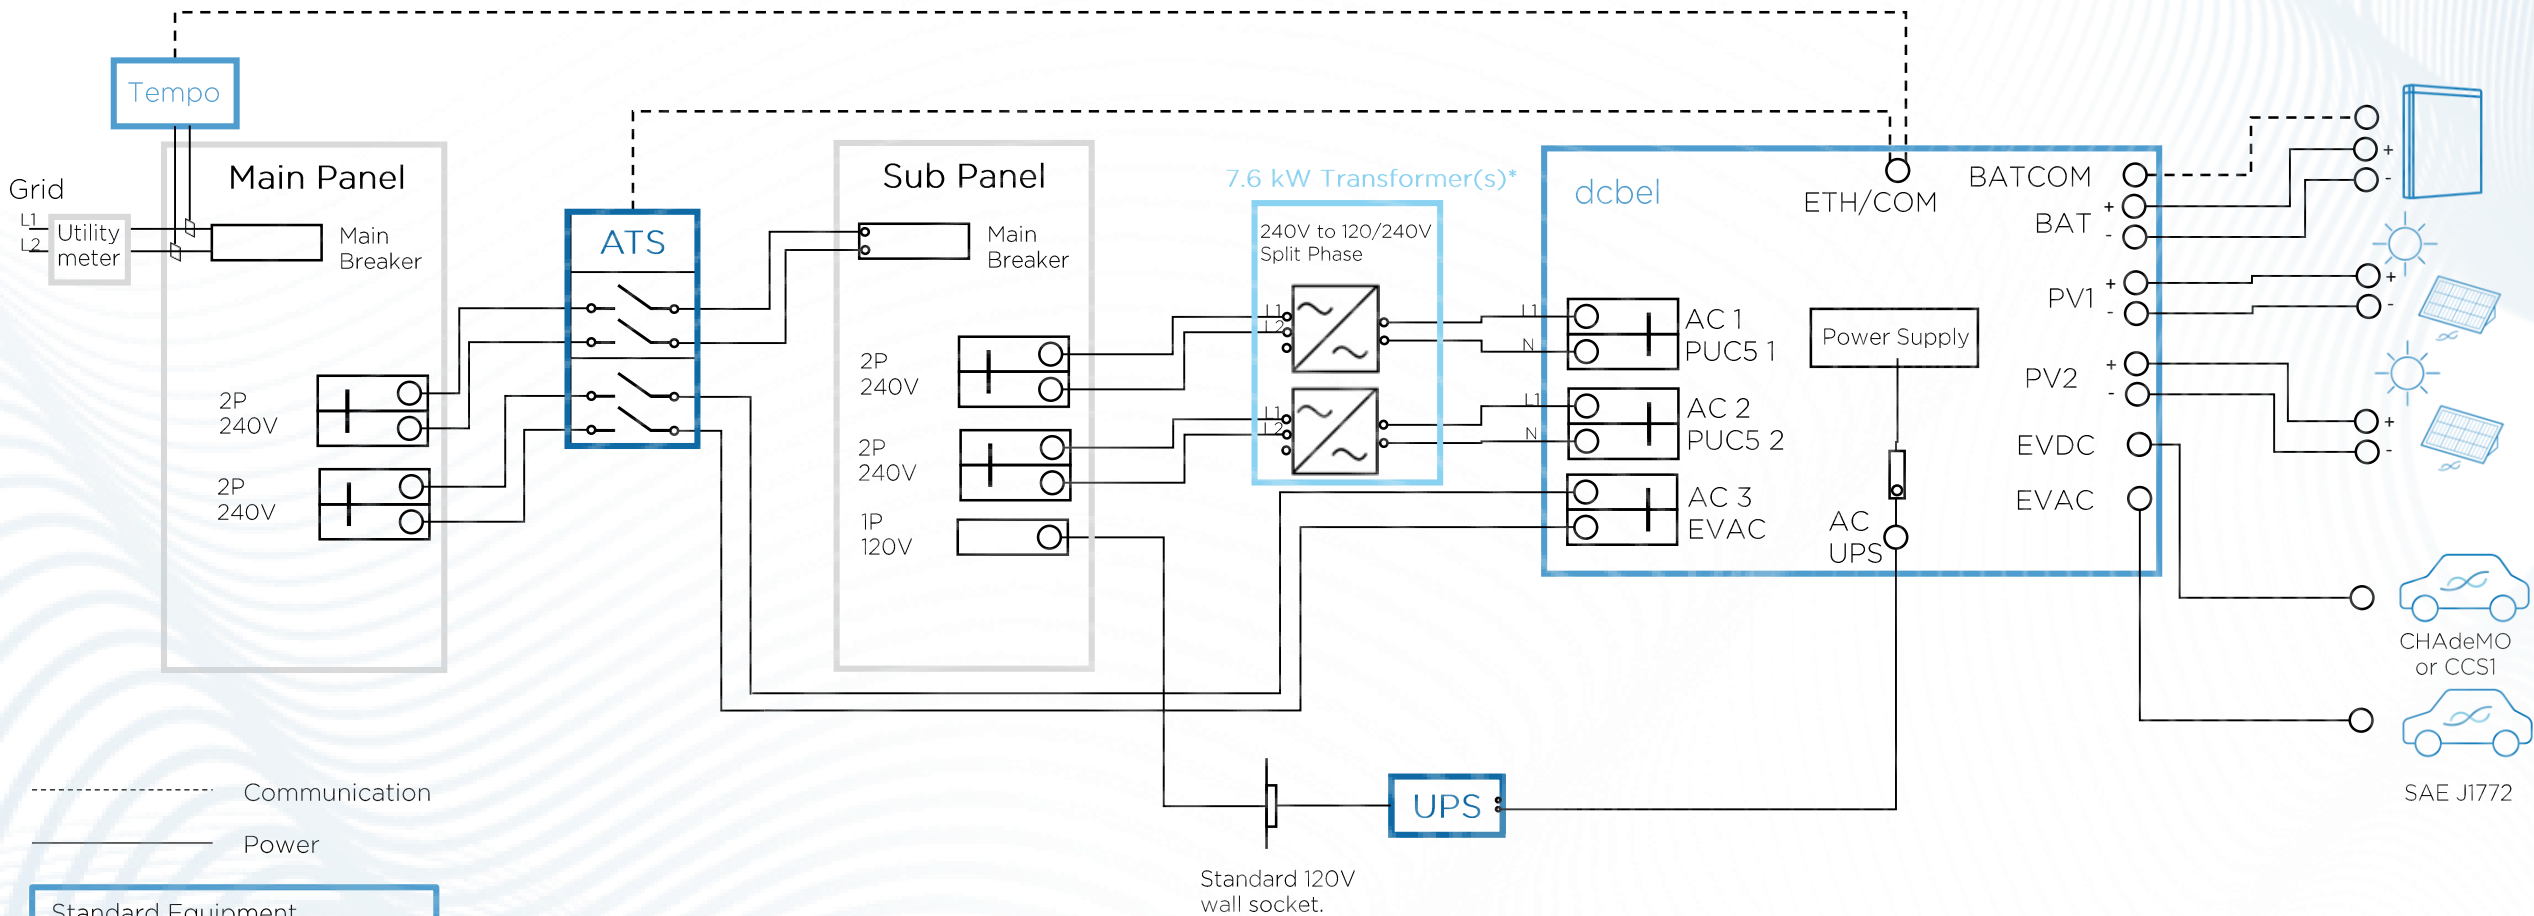 Tempo
Grid
L1
L2
Utility
meter
Main Panel
Main
Breaker
2P
240V
2P
240V
ATS
Sub Panel
Main
Breaker
2P
240V
2P
240V
1P
120V
7.6 kW Transformer(s)*
240V to 120/240V
Split Phase
L1
L2
L1
L2
dcbel
L1
N
AC 1
PUC5 1
L1
N
AC 2
PUC5 2
AC 3
EVAC
ETH/COM
Power Supply
AC
UPS
BATCOM
+
BAT
-
+
PV1
-
+
PV2
-
EVDC
EVAC
+
-
+
-
+
-
CHAdeMO
or CCS1
SAE J1772
Communication
Power
UPS
Standard 120V
wall socket.
Standard Equipment